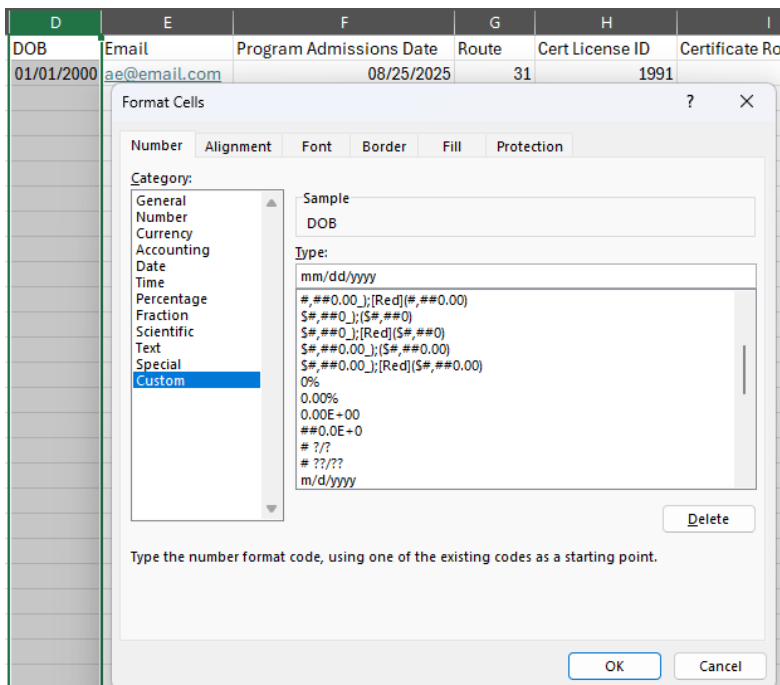 D E F G H I
DOB Email Program Admissions Date Route Cert License ID Certificate Ro
01/01/2000 ae@email.com 08/25/2025 31 1991
Format Cells ? X
Number Alignment Font Border Fill Protection
Category:
General
Number
Currency
Accounting
Date
Time
Percentage
Fraction
Scientific
Text
Special
Custom
Sample
DOB
Type:
mm/dd/yyyy
#,##0.00_);[Red](#,##0.00)
$#,##0_);($#,##0)
$#,##0_);[Red]($#,##0)
$#,##0.00_);($#,##0.00)
$#,##0.00_);[Red]($#,##0.00)
0%
0.00%
0.00E+00
##0.0E+0
# ?/?
# ??/??
m/d/yyyy
Delete
Type the number format code, using one of the existing codes as a starting point.
OK Cancel